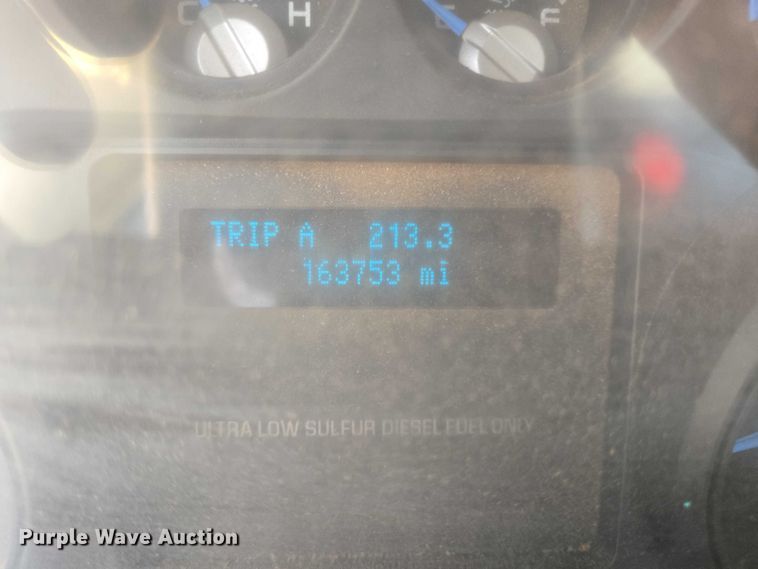 C H E F
TRIP A 213.3
163753 mi
ULTRA LOW SULFUR DIESEL FUEL ONLY
Purple Wave Auction